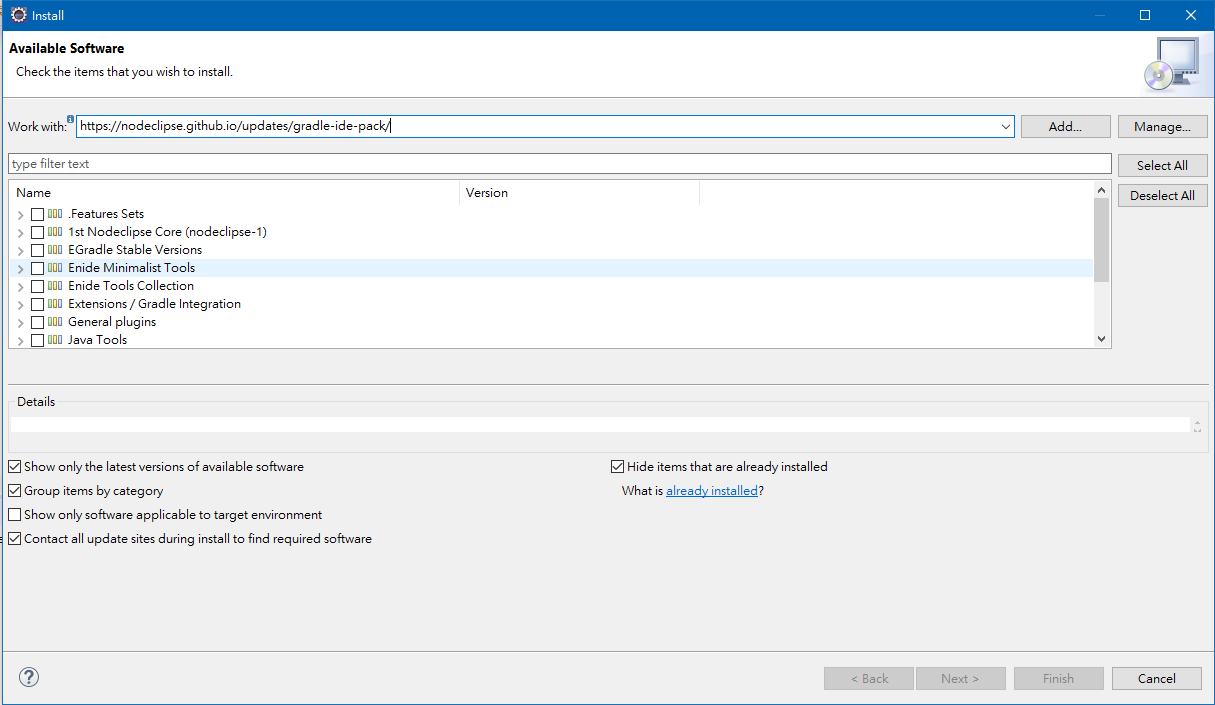 Install
Available Software
Check the items that you wish to install.
Work with: https://nodeclipse.github.io/updates/gradle-ide-pack/ Add... Manage...
type filter text Select All
Name Version Deselect All
.Features Sets
1st Nodeclipse Core (nodeclipse-1)
EGradle Stable Versions
Enide Minimalist Tools
Enide Tools Collection
Extensions / Gradle Integration
General plugins
Java Tools
Details
Show only the latest versions of available software Hide items that are already installed
Group items by category What is already installed?
Show only software applicable to target environment
Contact all update sites during install to find required software
? < Back Next > Finish Cancel